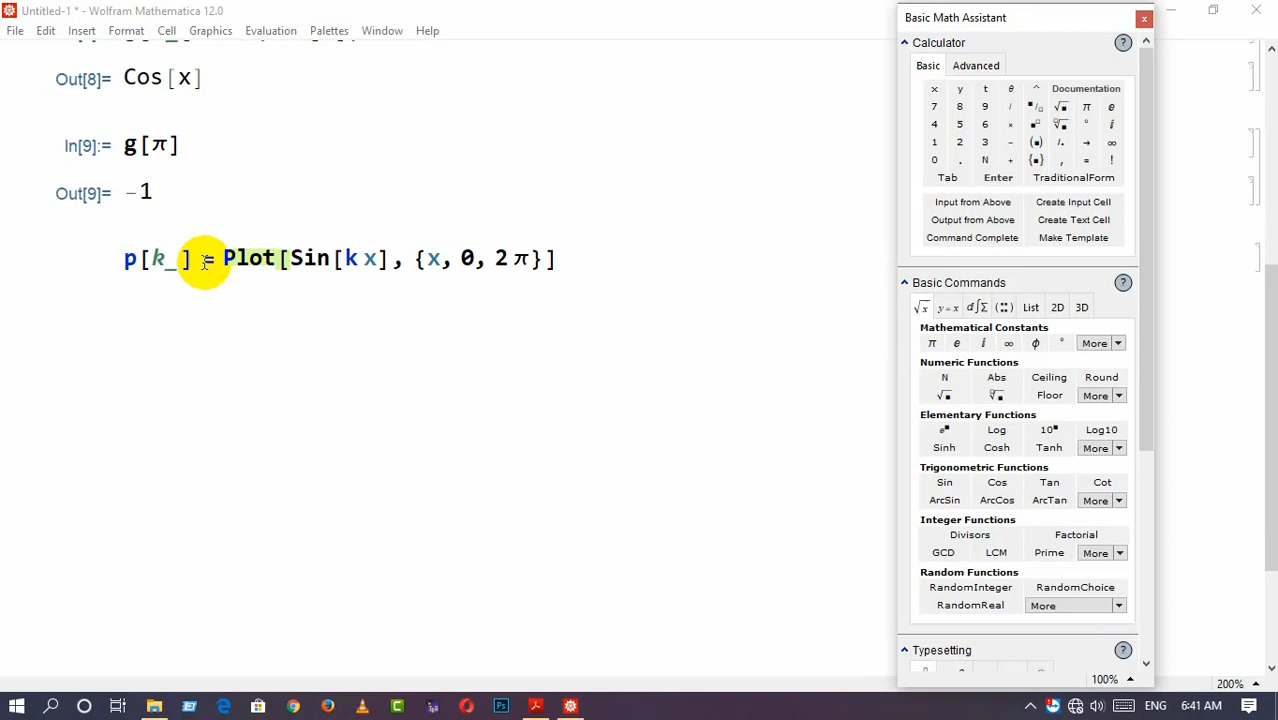 Untitled-1 * - Wolfram Mathematica 12.0
File Edit Insert Format Cell Graphics Evaluation Palettes Window Help
Out[8]= Cos[x]
In[9]:= g[π]
Out[9]= -1
p[k_] = Plot[Sin[k x], {x, 0, 2 π}]
Basic Math Assistant
Calculator
Basic Advanced
x y t θ ^ Documentation
7 8 9 / π e
4 5 6 × ° i
1 2 3 - (▪) /. → ∞
0 . N + {▪} , = !
Tab Enter TraditionalForm
Input from Above Create Input Cell
Output from Above Create Text Cell
Command Complete Make Template
Basic Commands
√x y=x d∫Σ List 2D 3D
Mathematical Constants
π e i ∞ ϕ ° More
Numeric Functions
N Abs Ceiling Round
√▪ Floor More
Elementary Functions
e▪ Log 10▪ Log10
Sinh Cosh Tanh More
Trigonometric Functions
Sin Cos Tan Cot
ArcSin ArcCos ArcTan More
Integer Functions
Divisors Factorial
GCD LCM Prime More
Random Functions
RandomInteger RandomChoice
RandomReal More
Typesetting
100%
200%
Ps
ENG 6:41 AM